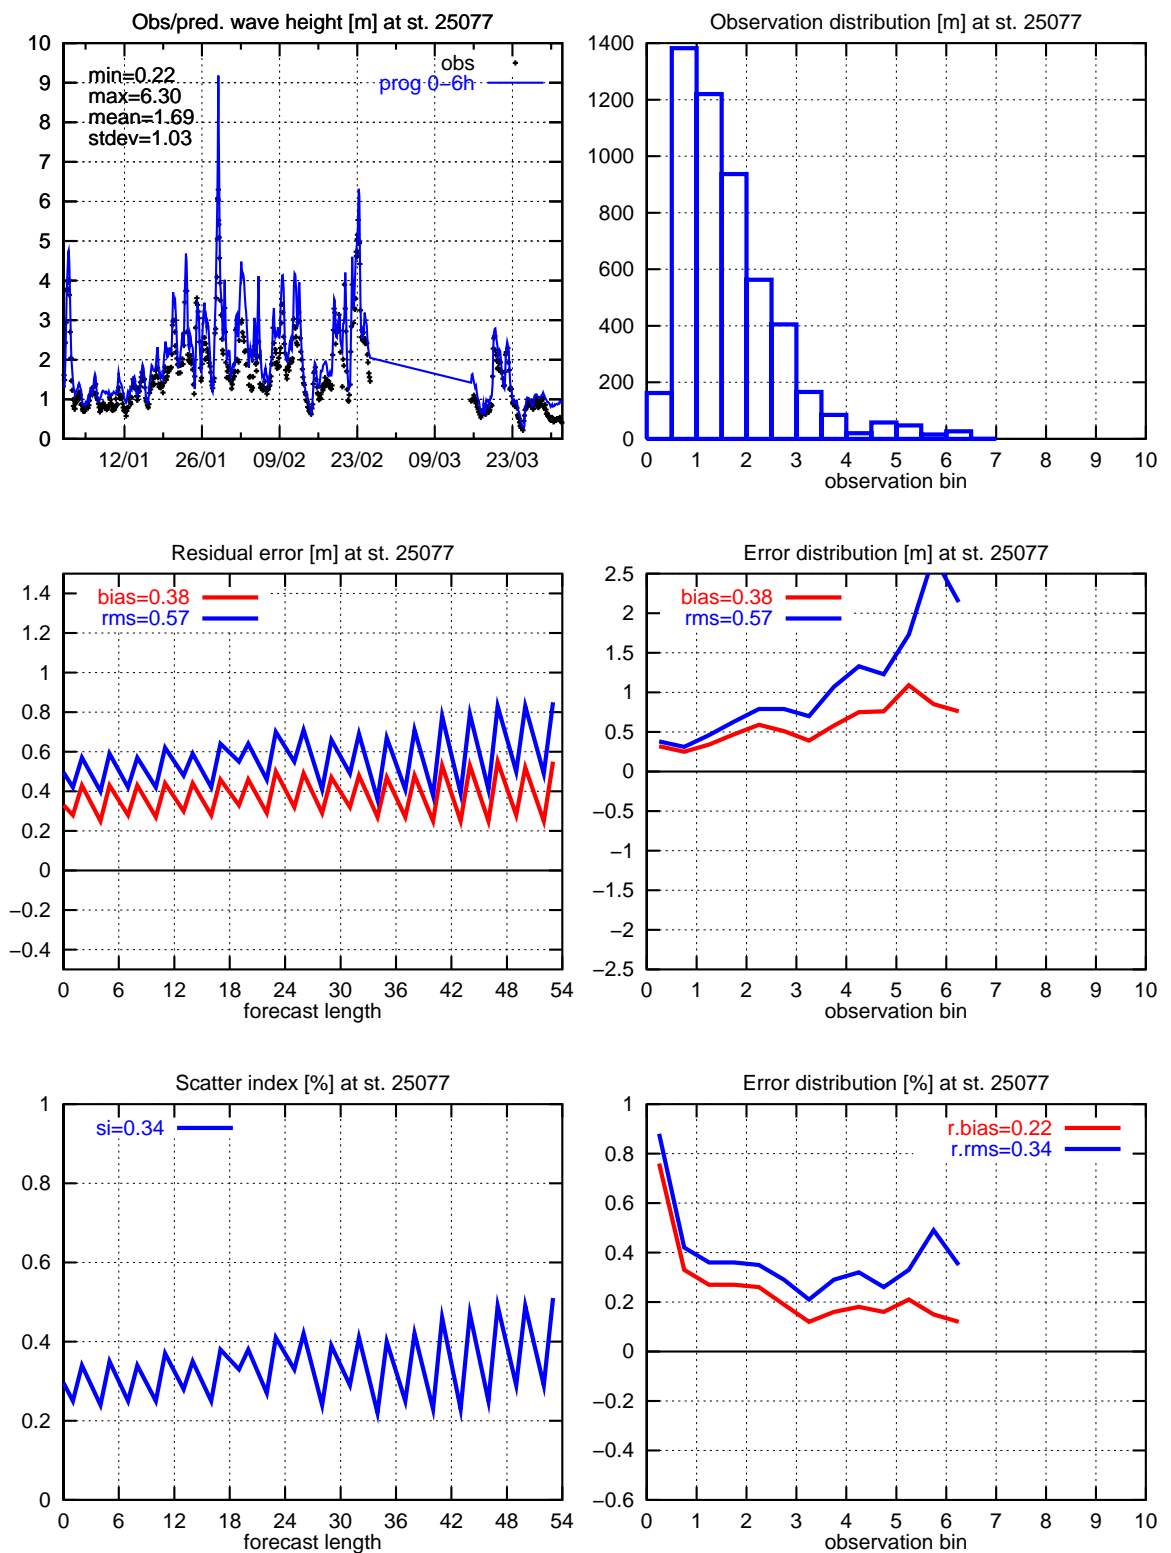 Obs/pred. wave height [m] at st. 25077
10
9
8
7
6
5
4
3
2
1
0
min=0.22
max=6.30
mean=1.69
stdev=1.03
obs
prog 0−6h
12/01 26/01 09/02 23/02 09/03 23/03
Observation distribution [m] at st. 25077
1400
1200
1000
800
600
400
200
0
0 1 2 3 4 5 6 7 8 9 10
observation bin
Residual error [m] at st. 25077
1.4
1.2
1
0.8
0.6
0.4
0.2
0
−0.2
−0.4
bias=0.38
rms=0.57
0 6 12 18 24 30 36 42 48 54
forecast length
Error distribution [m] at st. 25077
2.5
2
1.5
1
0.5
0
−0.5
−1
−1.5
−2
−2.5
bias=0.38
rms=0.57
0 1 2 3 4 5 6 7 8 9 10
observation bin
Scatter index [%] at st. 25077
1
0.8
0.6
0.4
0.2
0
si=0.34
0 6 12 18 24 30 36 42 48 54
forecast length
Error distribution [%] at st. 25077
1
0.8
0.6
0.4
0.2
0
−0.2
−0.4
−0.6
r.bias=0.22
r.rms=0.34
0 1 2 3 4 5 6 7 8 9 10
observation bin